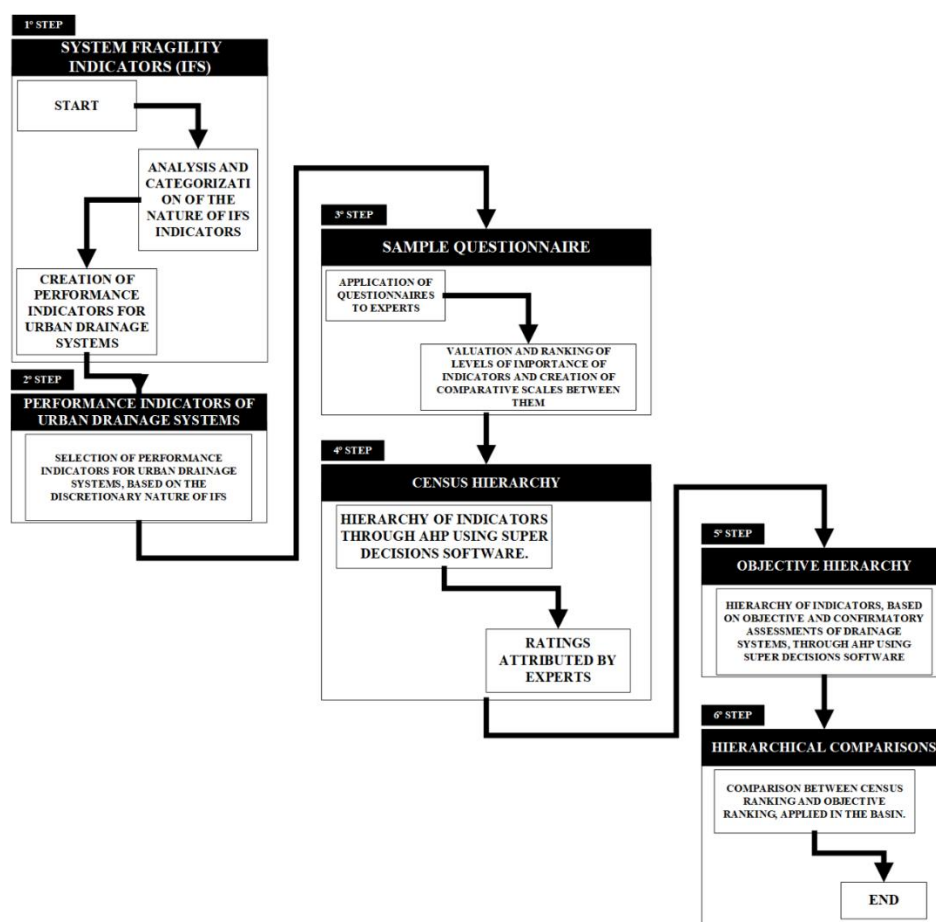 1º STEP
SYSTEM FRAGILITY
INDICATORS (IFS)
START
ANALYSIS AND
CATEGORIZATI
ON OF THE
NATURE OF IFS
INDICATORS
CREATION OF
PERFORMANCE
INDICATORS FOR
URBAN DRAINAGE
SYSTEMS
2º STEP
PERFORMANCE INDICATORS OF
URBAN DRAINAGE SYSTEMS
SELECTION OF PERFORMANCE
INDICATORS FOR URBAN DRAINAGE
SYSTEMS, BASED ON THE
DISCRETIONARY NATURE OF IFS
3º STEP
SAMPLE QUESTIONNAIRE
APPLICATION OF
QUESTIONNAIRES
TO EXPERTS
VALUATION AND RANKING OF
LEVELS OF IMPORTANCE OF
INDICATORS AND CREATION OF
COMPARATIVE SCALES BETWEEN
THEM
4º STEP
CENSUS HIERARCHY
HIERARCHY OF INDICATORS
THROUGH AHP USING SUPER
DECISIONS SOFTWARE.
RATINGS
ATTRIBUTED BY
EXPERTS
5º STEP
OBJECTIVE HIERARCHY
HIERARCHY OF INDICATORS, BASED
ON OBJECTIVE AND CONFIRMATORY
ASSESSMENTS OF DRAINAGE
SYSTEMS, THROUGH AHP USING
SUPER DECISIONS SOFTWARE
6º STEP
HIERARCHICAL COMPARISONS
COMPARISON BETWEEN CENSUS
RANKING AND OBJECTIVE
RANKING, APPLIED IN THE BASIN.
END